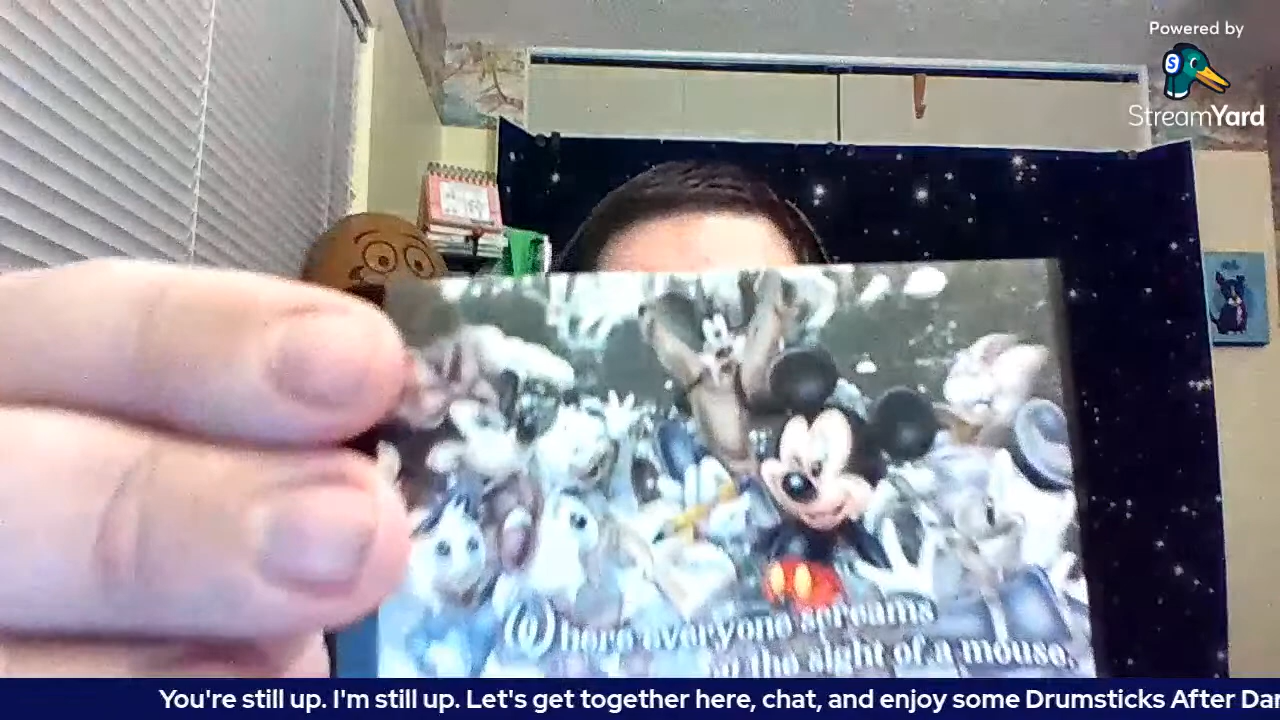 Powered by
StreamYard
Where everyone screams
at the sight of a mouse.
You're still up. I'm still up. Let's get together here, chat, and enjoy some Drumsticks After Dar